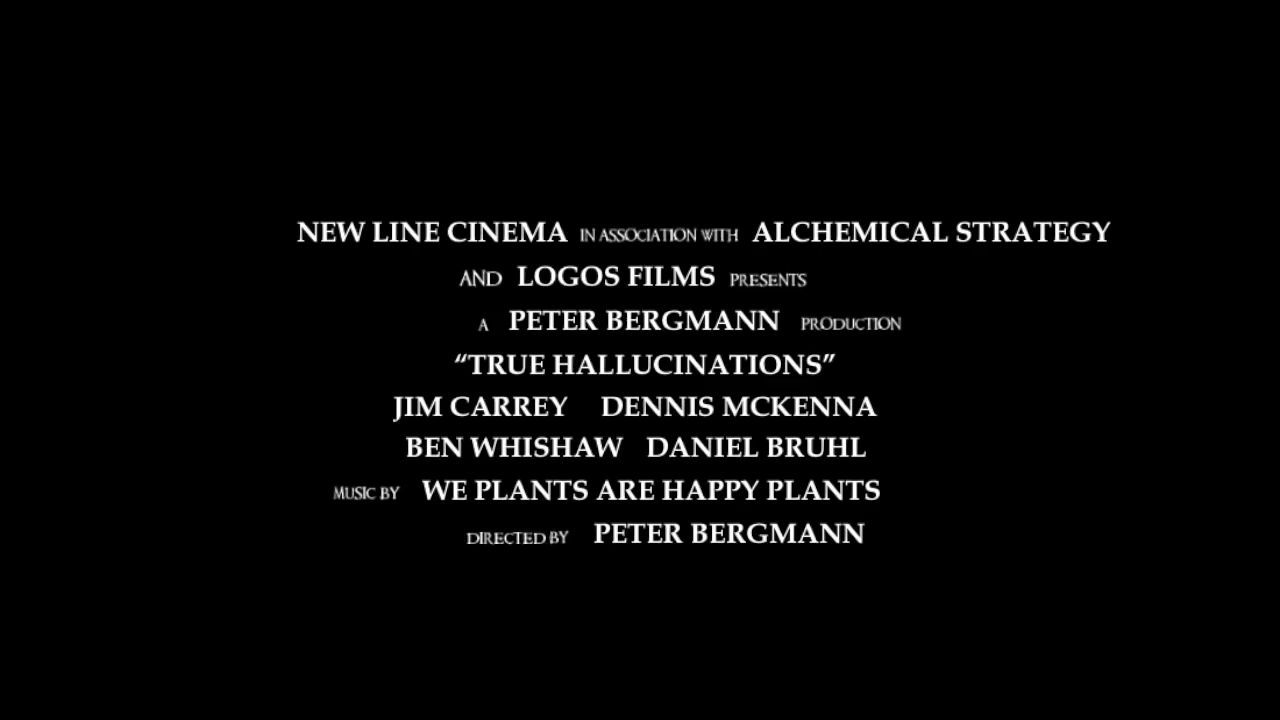 NEW LINE CINEMA IN ASSOCIATION WITH ALCHEMICAL STRATEGY
AND LOGOS FILMS PRESENTS
A PETER BERGMANN PRODUCTION
“TRUE HALLUCINATIONS”
JIM CARREY DENNIS MCKENNA
BEN WHISHAW DANIEL BRUHL
MUSIC BY WE PLANTS ARE HAPPY PLANTS
DIRECTED BY PETER BERGMANN